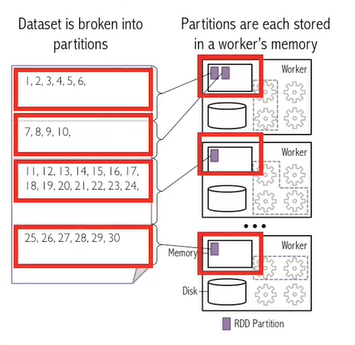 Dataset is broken into
partitions
Partitions are each stored
in a worker's memory
1, 2, 3, 4, 5, 6,
7, 8, 9, 10,
11, 12, 13, 14, 15, 16, 17,
18, 19, 20, 21, 22, 23, 24,
25, 26, 27, 28, 29, 30
Worker
Worker
Worker
Memory
Disk
RDD Partition